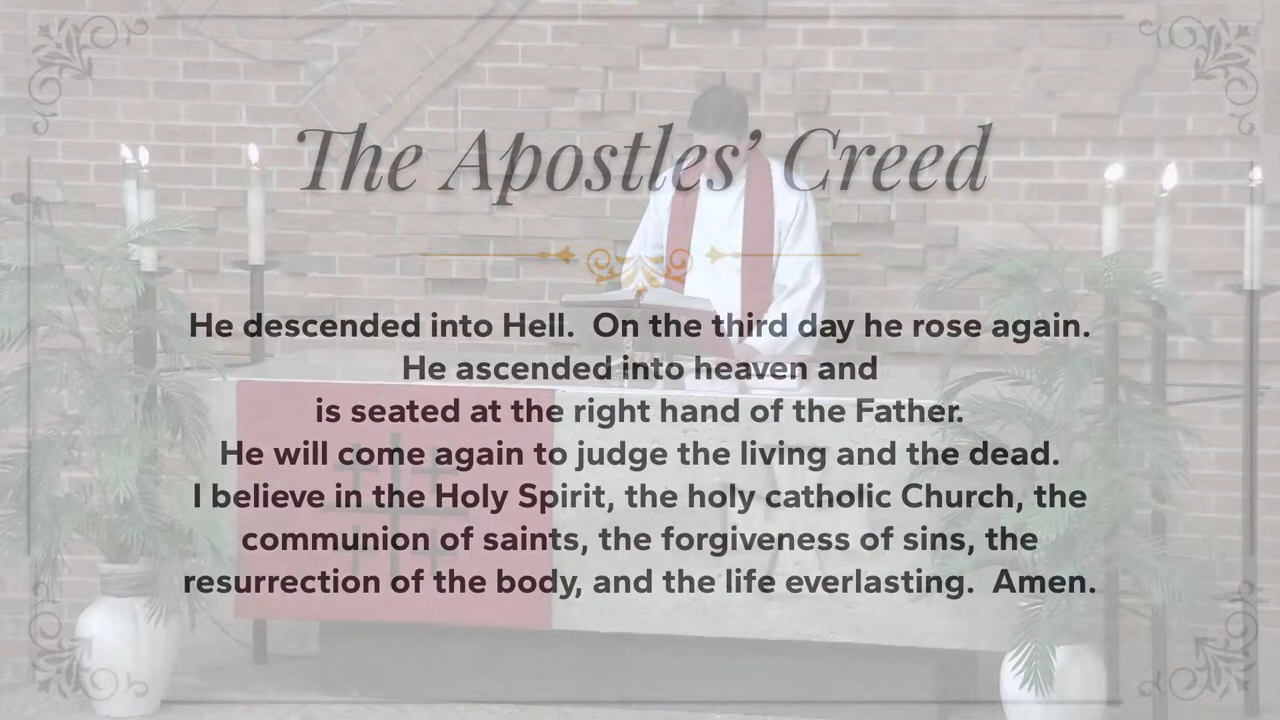 The Apostles’ Creed
He descended into Hell.  On the third day he rose again.
He ascended into heaven and
is seated at the right hand of the Father.
He will come again to judge the living and the dead.
I believe in the Holy Spirit, the holy catholic Church, the
communion of saints, the forgiveness of sins, the
resurrection of the body, and the life everlasting.  Amen.